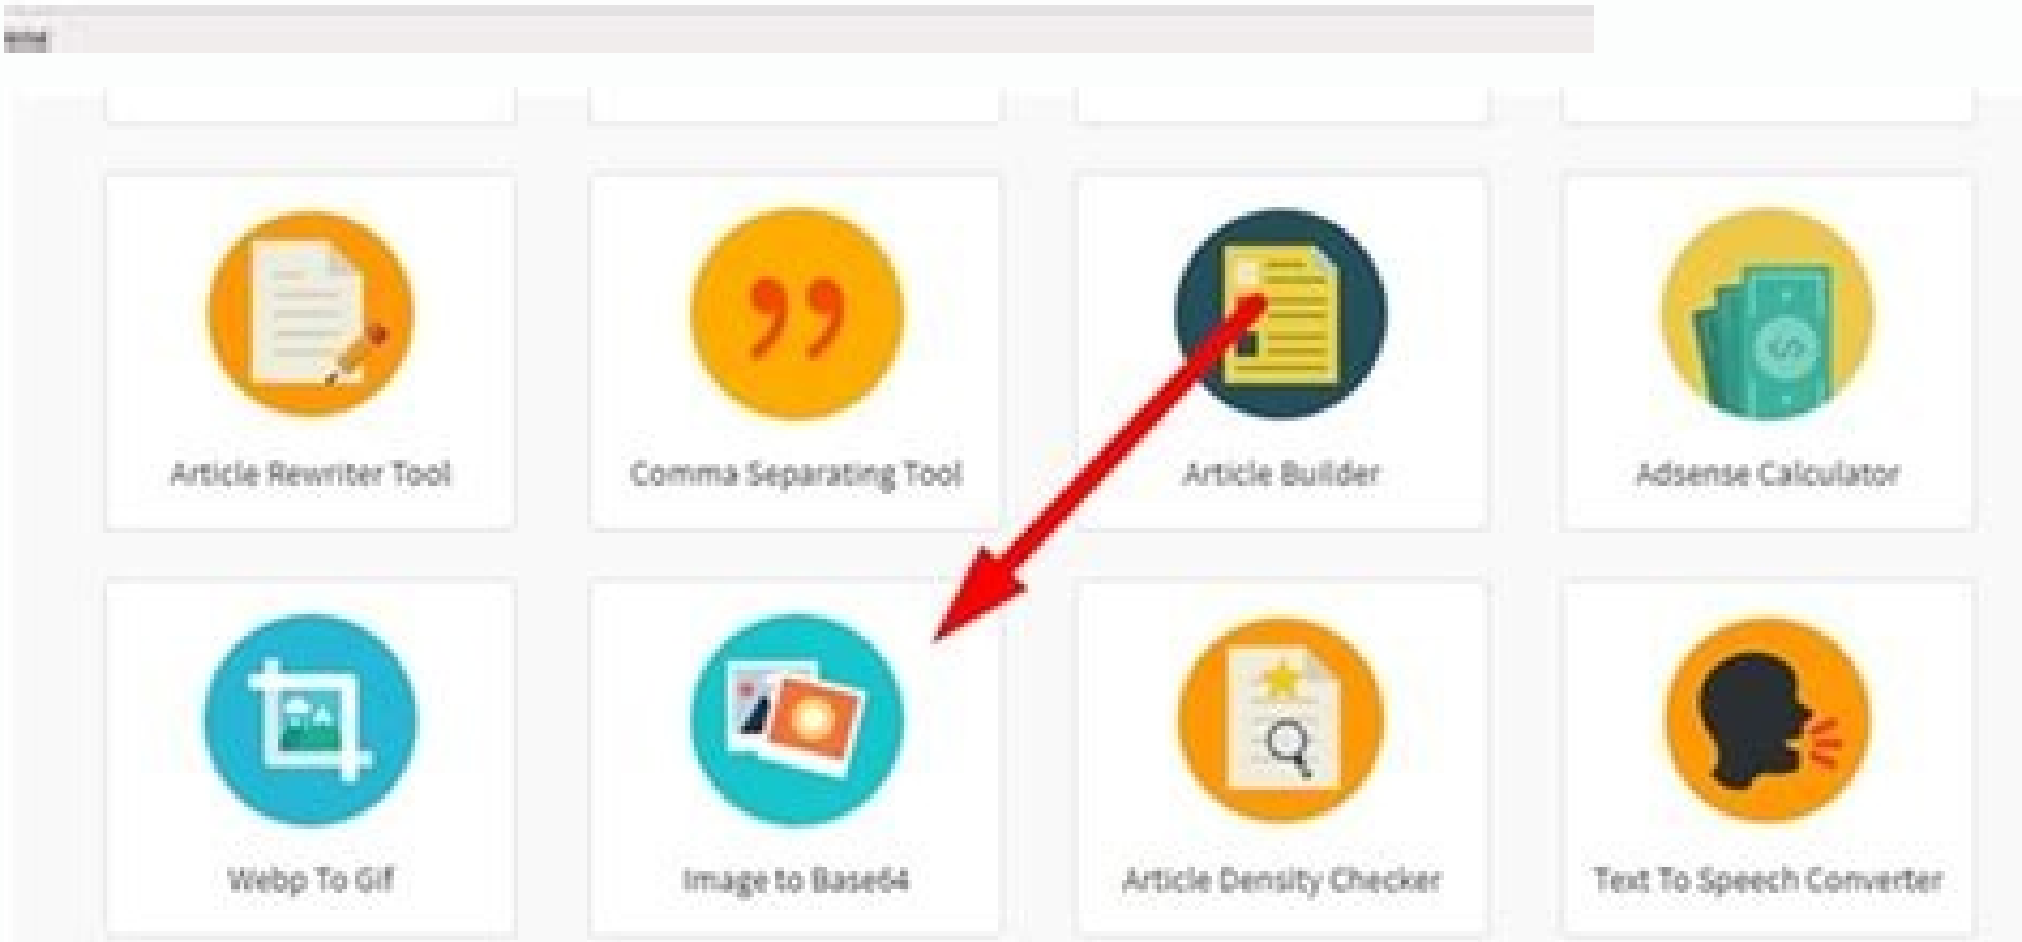 Article Rewriter Tool
Comma Separating Tool
Article Builder
Adsense Calculator
Webp To Gif
Image to Base64
Article Density Checker
Text To Speech Converter